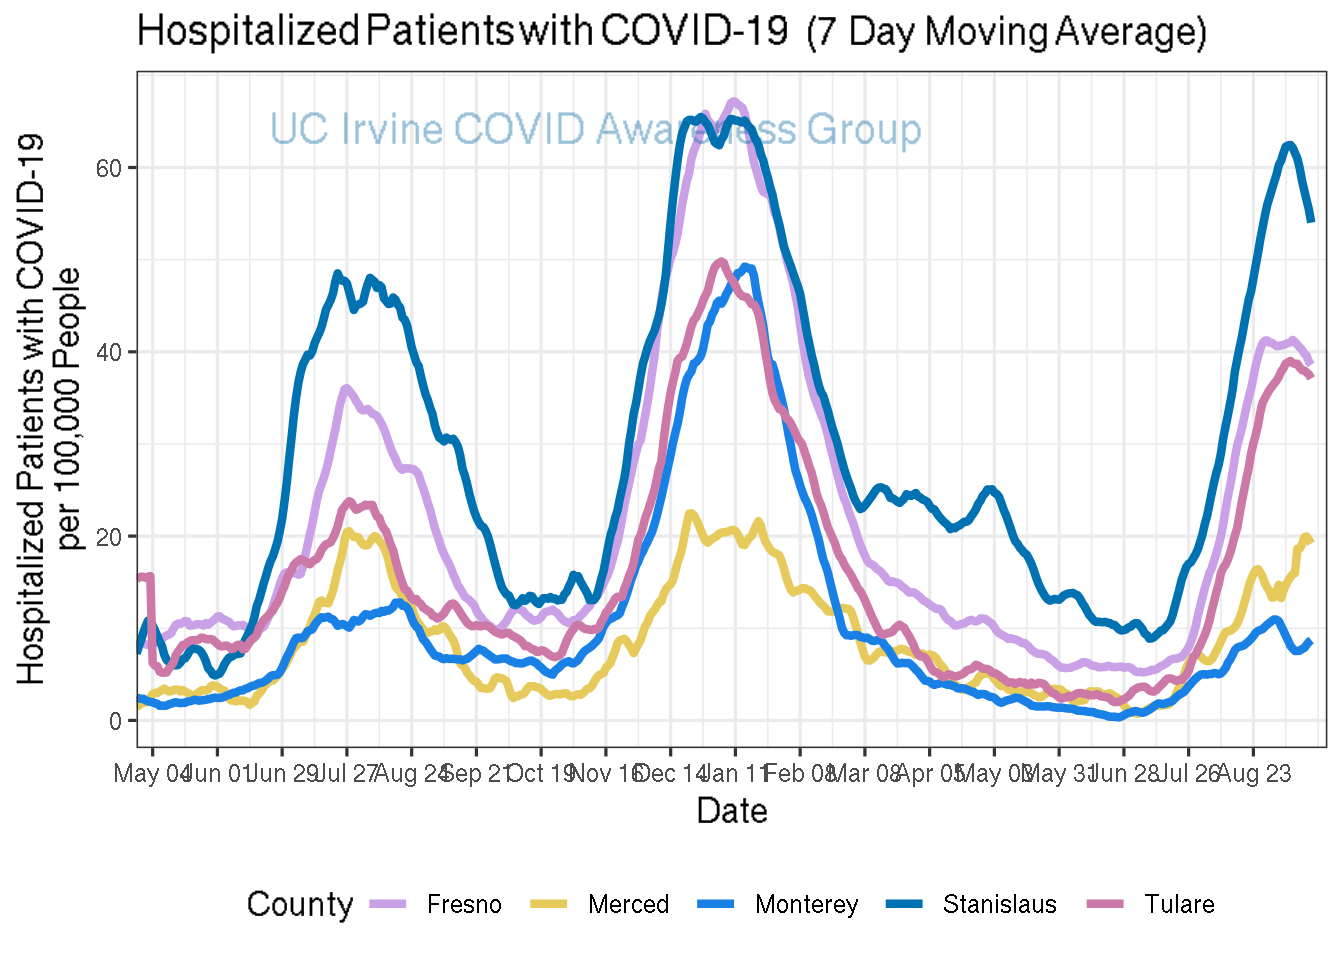 Hospitalized Patients with COVID-19 (7 Day Moving Average)
UC Irvine COVID Awareness Group
Hospitalized Patients with COVID-19
per 100,000 People
60
40
20
0
May 04 Jun 01 Jun 29 Jul 27 Aug 24 Sep 21 Oct 19 Nov 16 Dec 14 Jan 11 Feb 08 Mar 08 Apr 05 May 03 May 31 Jun 28 Jul 26 Aug 23
Date
County Fresno Merced Monterey Stanislaus Tulare